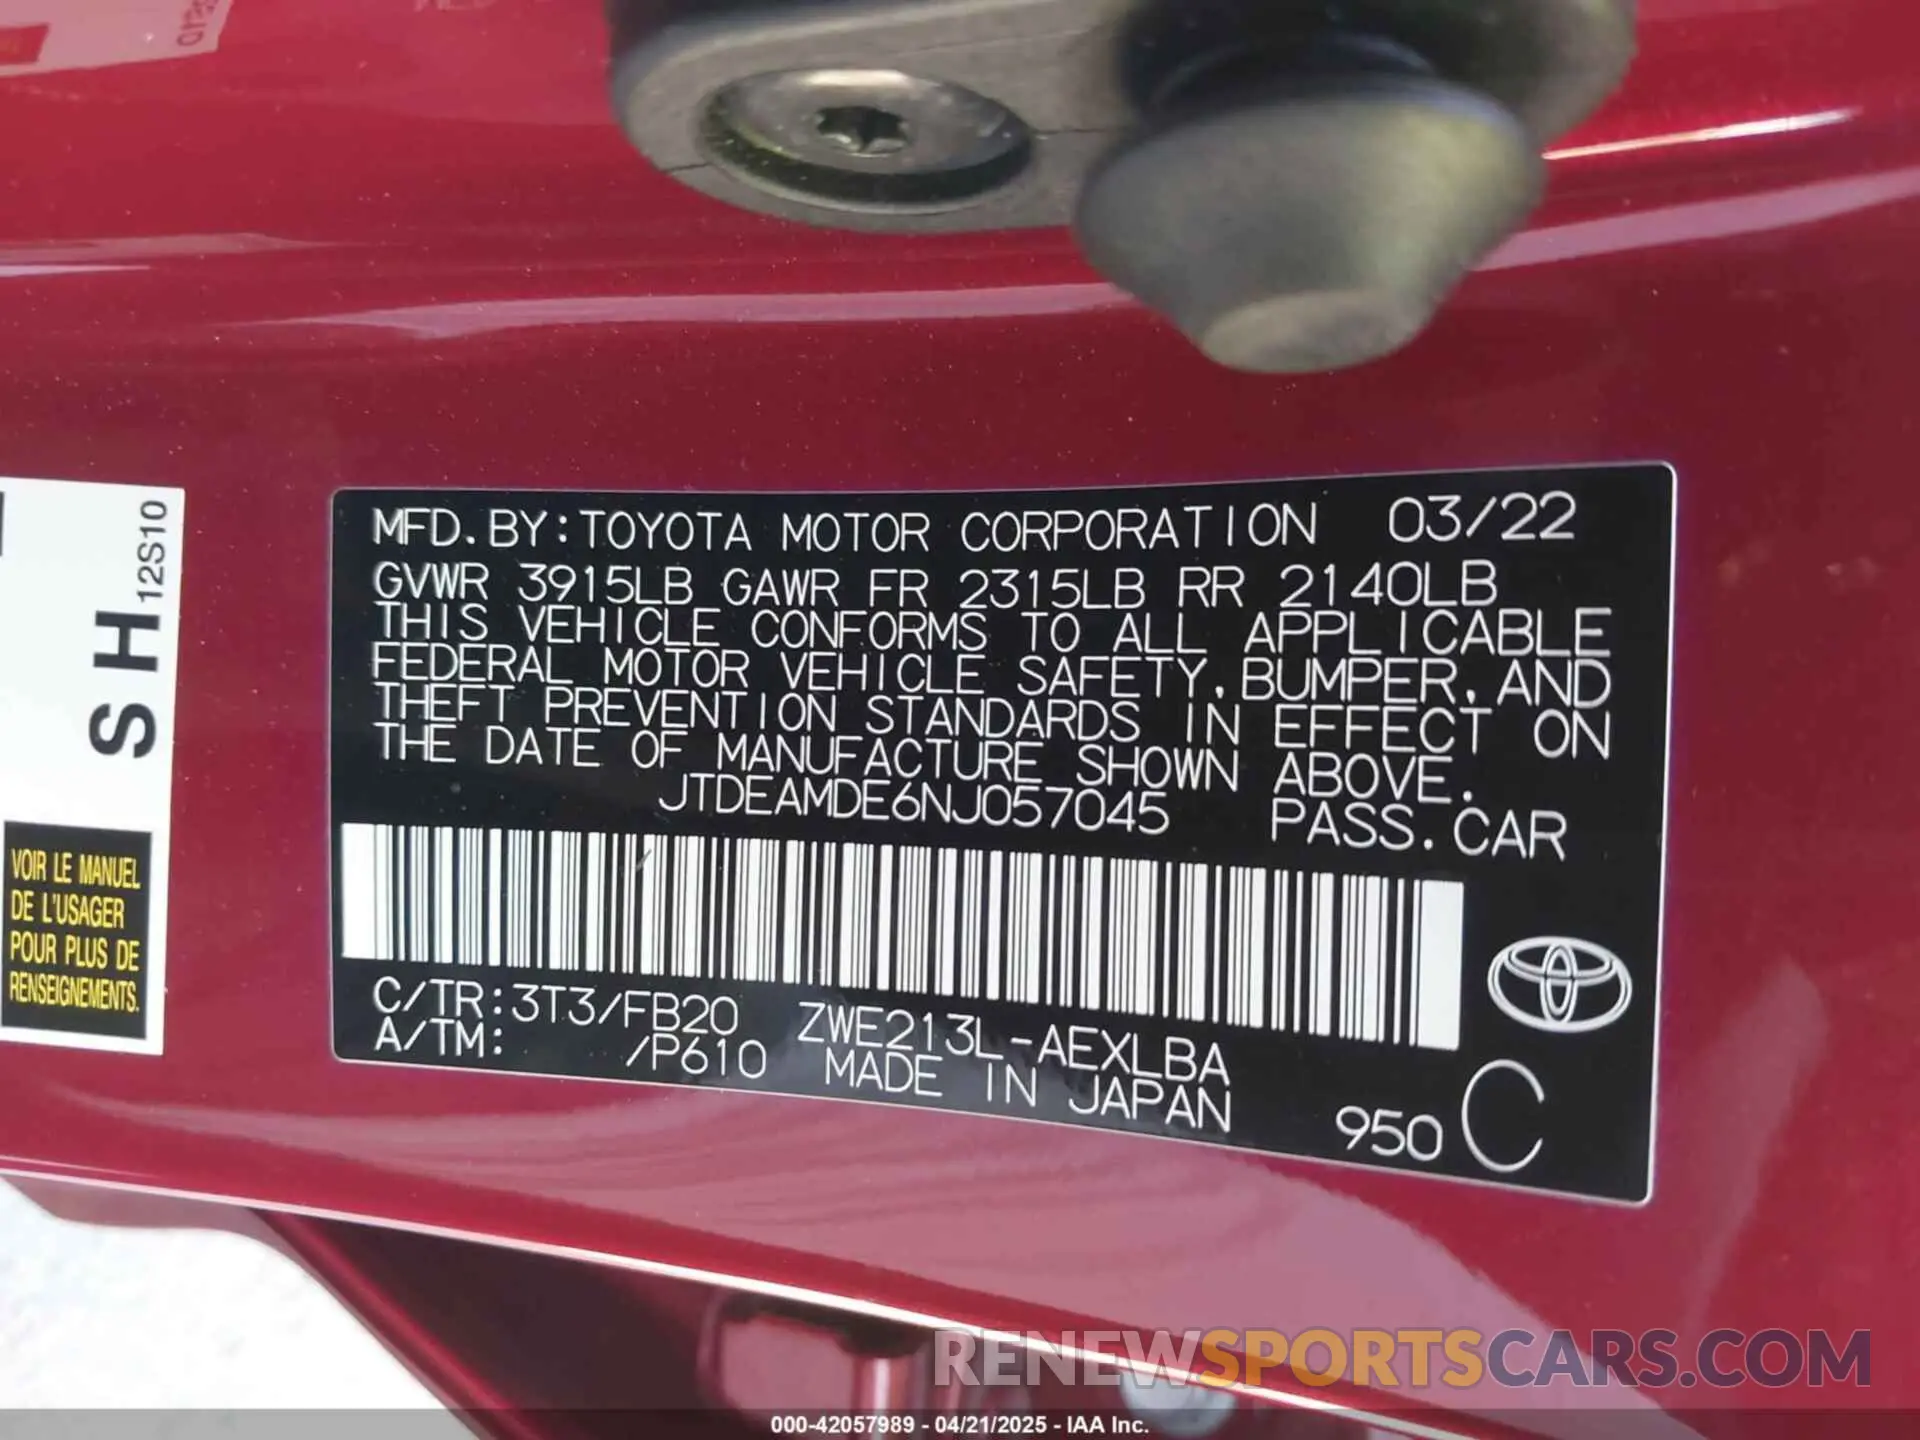 MFD.BY:TOYOTA MOTOR CORPORATION 03/22
GVWR 3915LB GAWR FR 2315LB RR 2140LB
THIS VEHICLE CONFORMS TO ALL APPLICABLE
FEDERAL MOTOR VEHICLE SAFETY, BUMPER, AND
THEFT PREVENTION STANDARDS IN EFFECT ON
THE DATE OF MANUFACTURE SHOWN ABOVE.
JTDEAMDE6NJ057045 PASS.CAR
C/TR:3T3/FB20 ZWE213L-AEXLBA
A/TM: /P610 MADE IN JAPAN
950 C
SH 12S10
VOIR LE MANUEL
DE L'USAGER
POUR PLUS DE
RENSEIGNEMENTS.
RENEWSPORTSCARS.COM
000-42057989 - 04/21/2025 - IAA Inc.